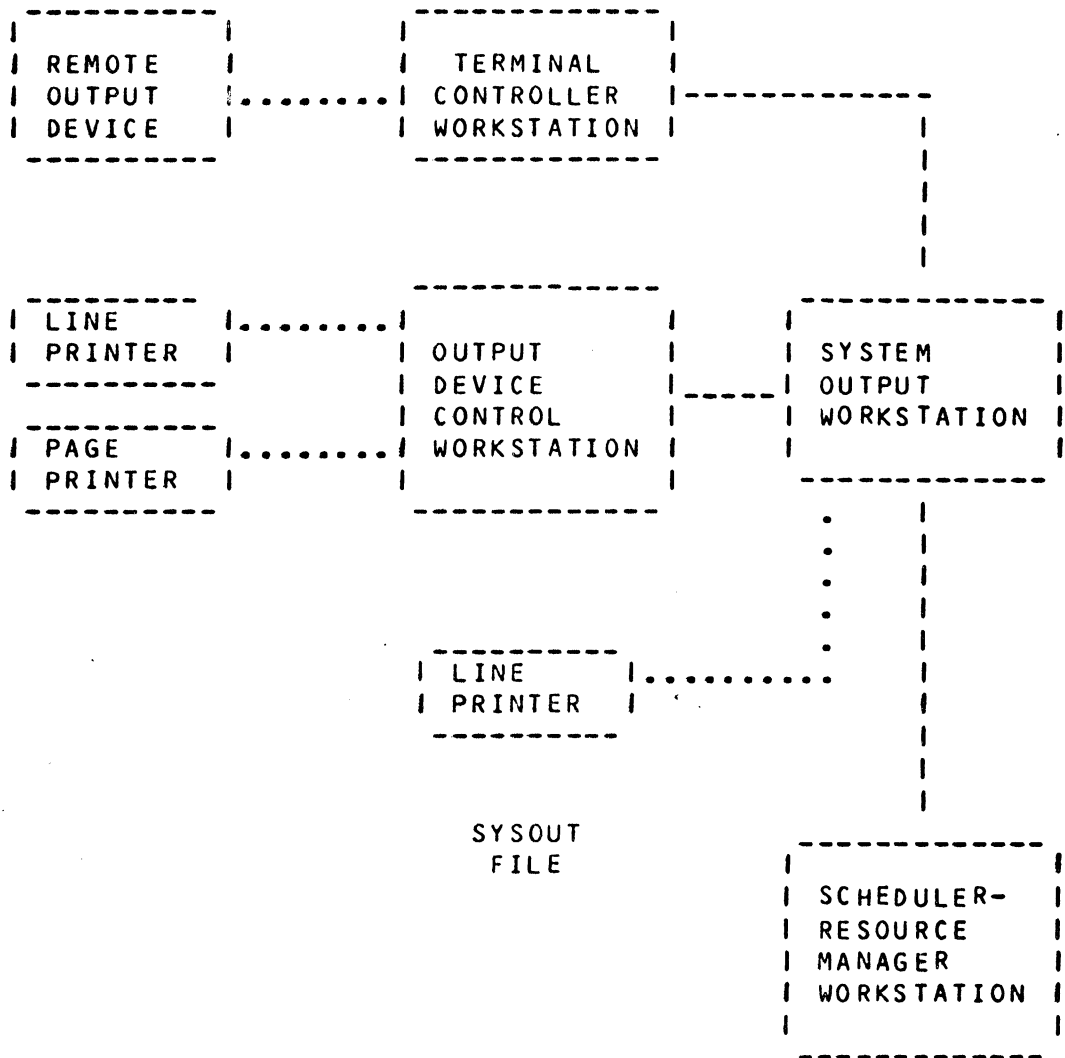 REMOTE
OUTPUT
DEVICE
TERMINAL
CONTROLLER
WORKSTATION
LINE
PRINTER
PAGE
PRINTER
OUTPUT
DEVICE
CONTROL
WORKSTATION
SYSTEM
OUTPUT
WORKSTATION
LINE
PRINTER
SYSOUT
FILE
SCHEDULER-
RESOURCE
MANAGER
WORKSTATION